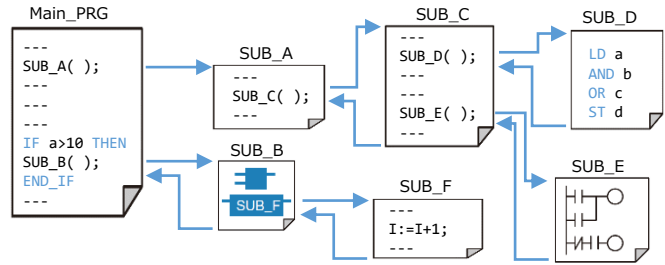 Main_PRG
---
SUB_A( );
---
---
---
IF a>10 THEN
SUB_B( );
END_IF
---
SUB_A
---
SUB_C( );
---
SUB_B
SUB_F
SUB_C
---
SUB_D( );
---
---
SUB_E( );
---
SUB_F
---
I:=I+1;
---
SUB_D
LD a
AND b
OR c
ST d
SUB_E